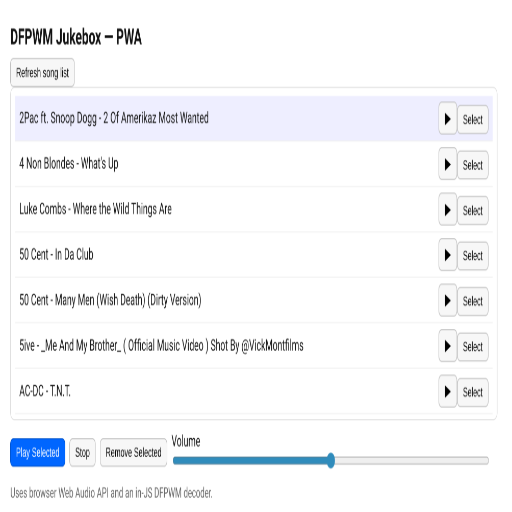 DFPWM Jukebox – PWA
Refresh song list
2Pac ft. Snoop Dogg - 2 Of Amerikaz Most Wanted Select
4 Non Blondes - What's Up Select
Luke Combs - Where the Wild Things Are Select
50 Cent - In Da Club Select
50 Cent - Many Men (Wish Death) (Dirty Version) Select
5ive - _Me And My Brother_ ( Official Music Video ) Shot By @VickMontfilms Select
AC-DC - T.N.T. Select
Play Selected Stop Remove Selected Volume
Uses browser Web Audio API and an in-JS DFPWM decoder.